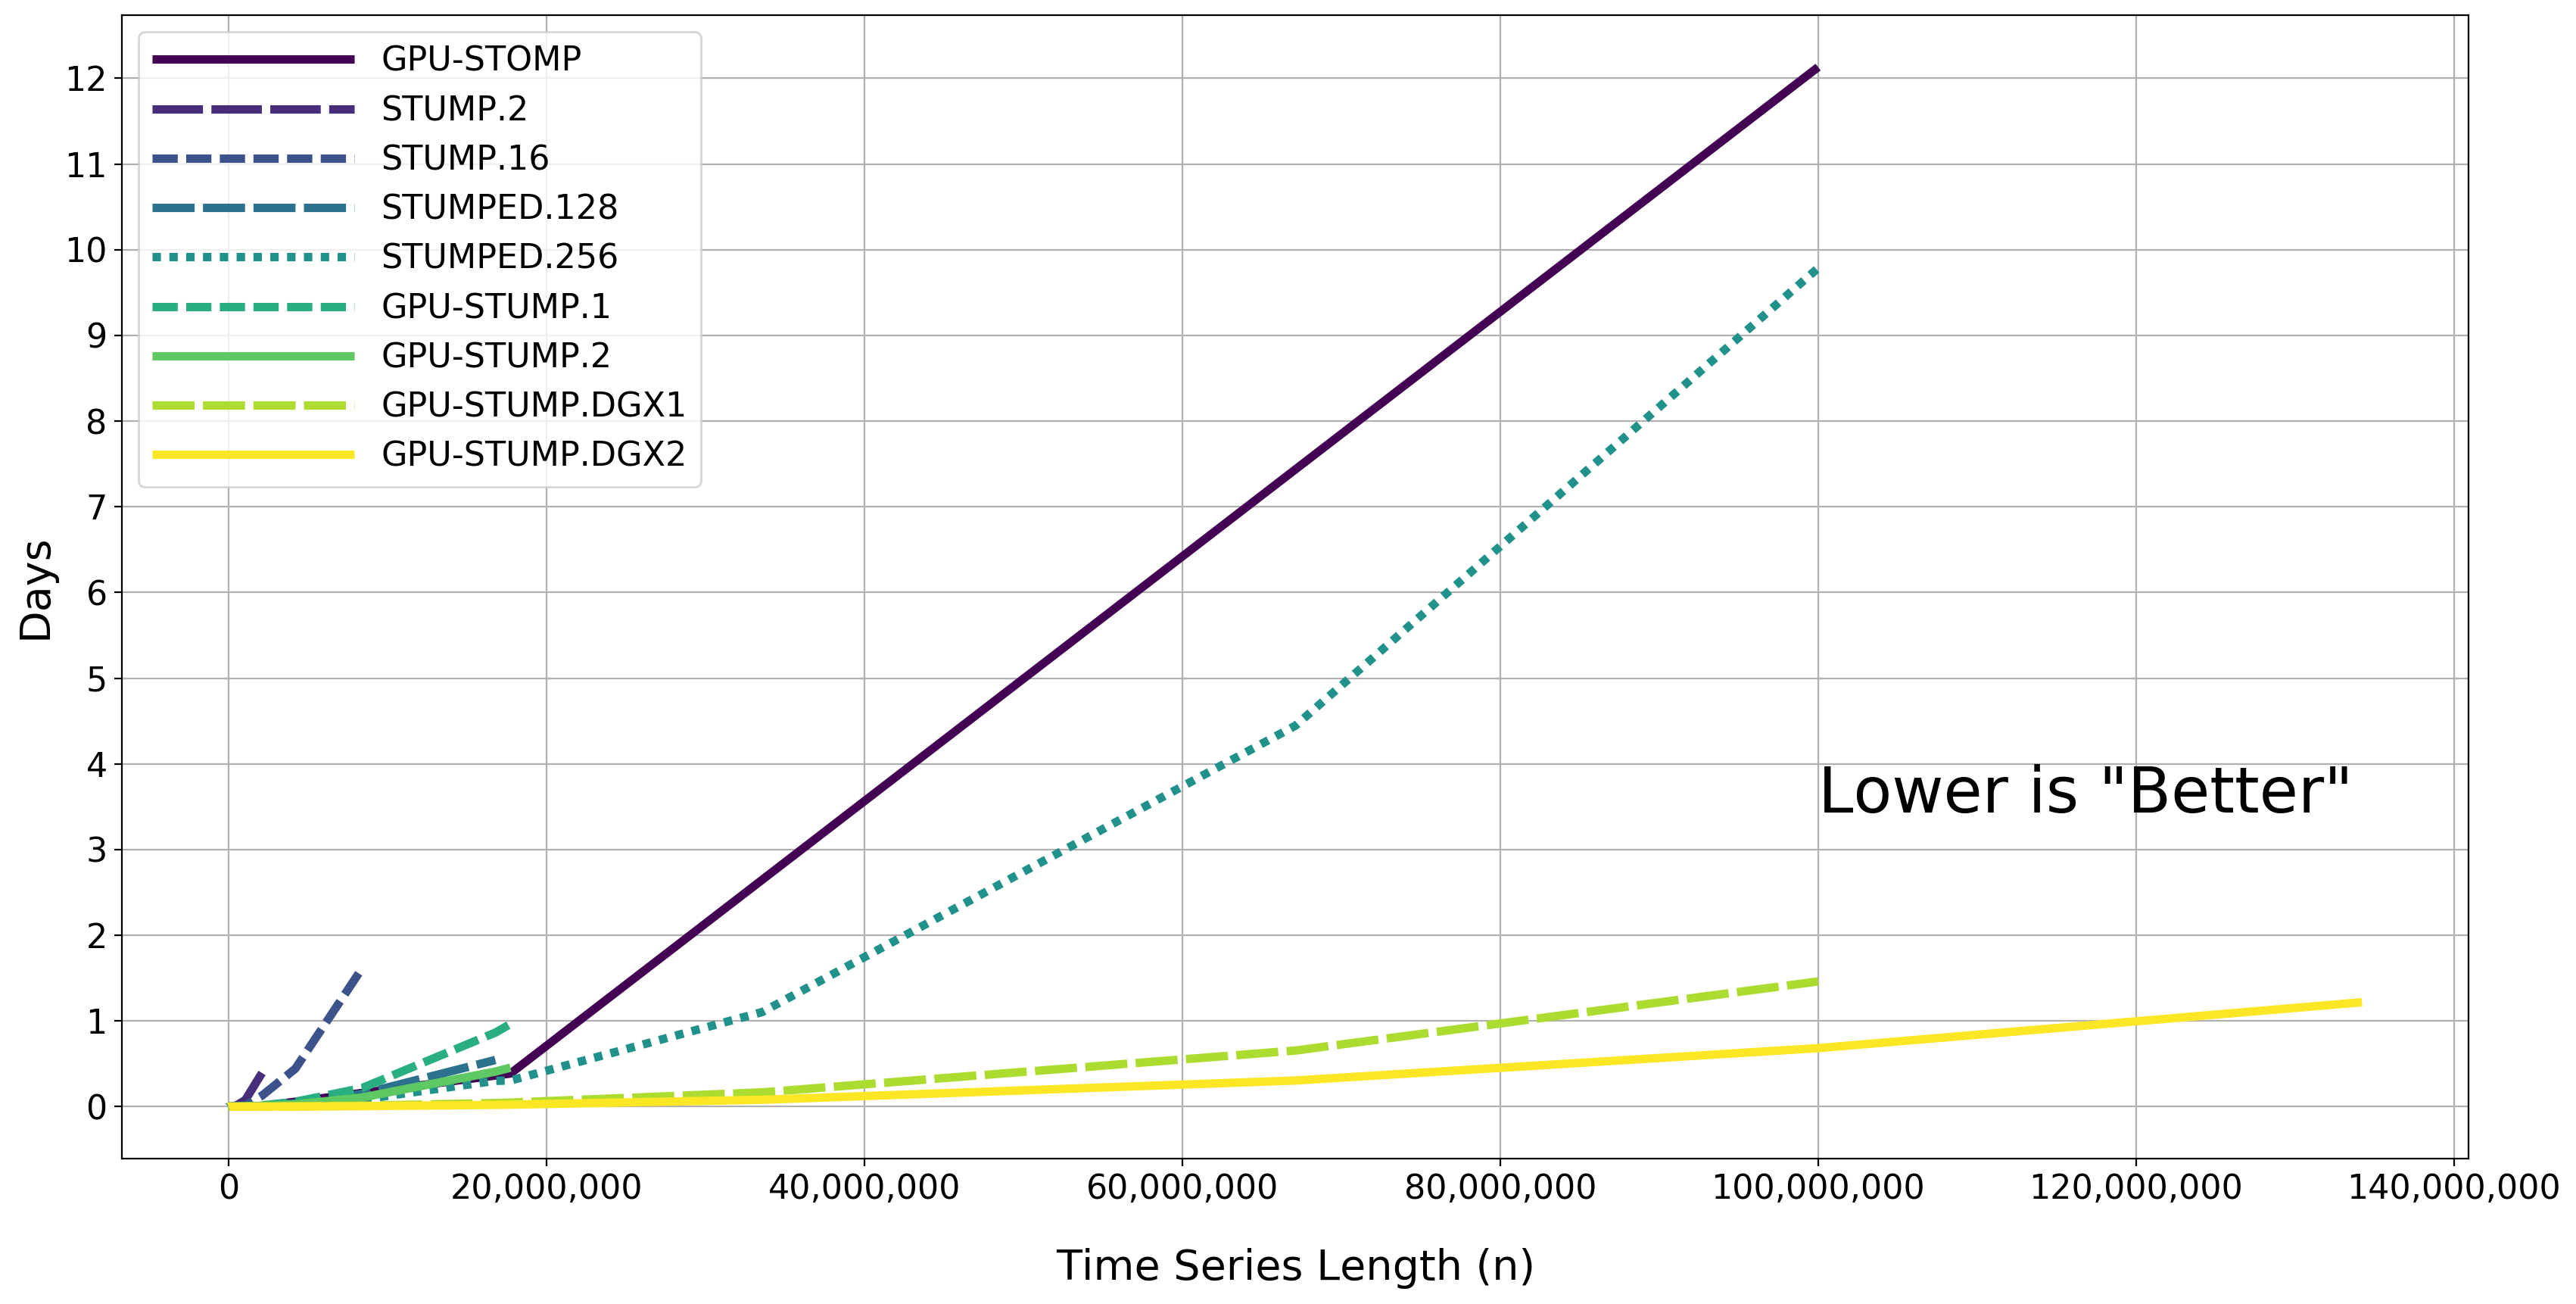 GPU-STOMP
STUMP.2
STUMP.16
STUMPED.128
STUMPED.256
GPU-STUMP.1
GPU-STUMP.2
GPU-STUMP.DGX1
GPU-STUMP.DGX2
12
11
10
9
8
7
6
5
4
3
2
1
0
Days
Lower is "Better"
0 20,000,000 40,000,000 60,000,000 80,000,000 100,000,000 120,000,000 140,000,000
Time Series Length (n)